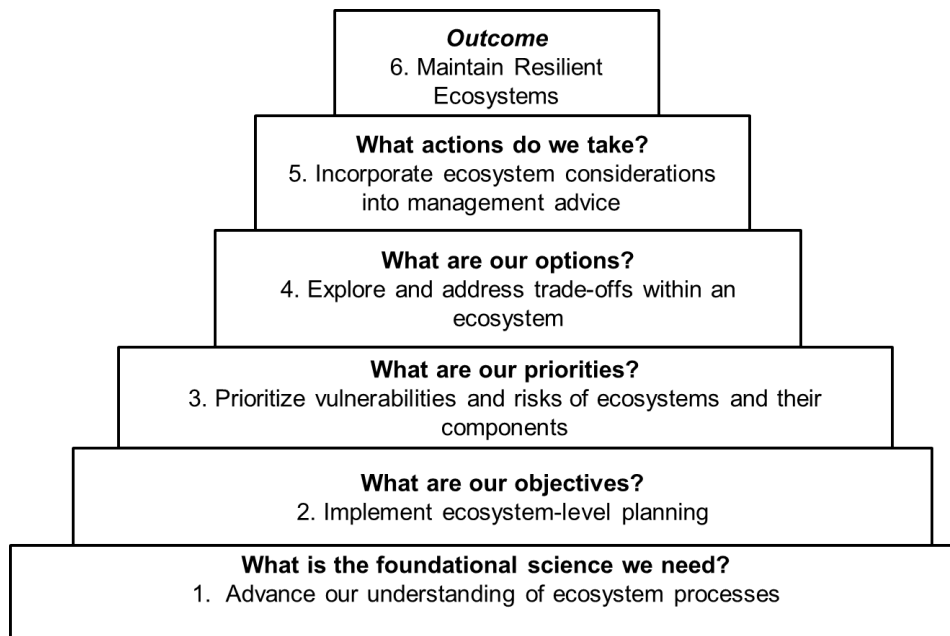 Outcome
6. Maintain Resilient
Ecosystems
What actions do we take?
5. Incorporate ecosystem considerations
into management advice
What are our options?
4. Explore and address trade-offs within an
ecosystem
What are our priorities?
3. Prioritize vulnerabilities and risks of ecosystems and their
components
What are our objectives?
2. Implement ecosystem-level planning
What is the foundational science we need?
1. Advance our understanding of ecosystem processes